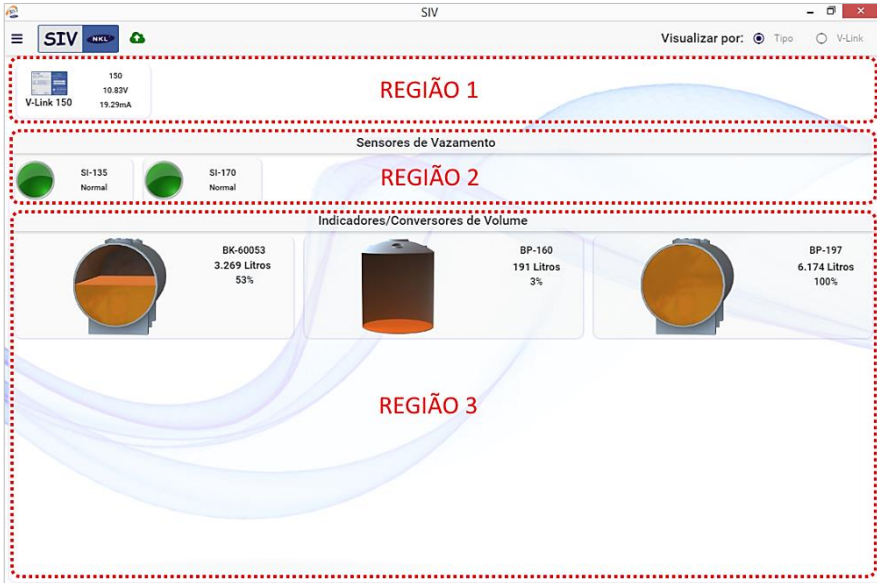 SIV
SIV NKL
Visualizar por: Tipo V-Link
150
10.83V
19.29mA
V-Link 150
REGIÃO 1
Sensores de Vazamento
SI-135
Normal
SI-170
Normal
REGIÃO 2
Indicadores/Conversores de Volume
BK-60053
3.269 Litros
53%
BP-160
191 Litros
3%
BP-197
6.174 Litros
100%
REGIÃO 3